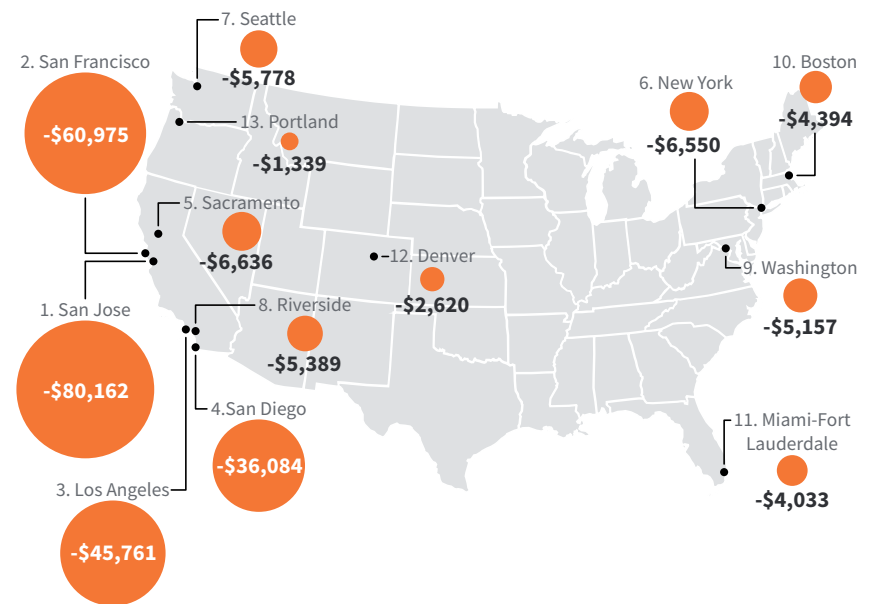 7. Seattle
-$5,778
2. San Francisco
-$60,975
10. Boston
-$4,394
6. New York
-$6,550
13. Portland
-$1,339
5. Sacramento
-$6,636
12. Denver
-$2,620
9. Washington
-$5,157
1. San Jose
-$80,162
8. Riverside
-$5,389
4.San Diego
-$36,084
11. Miami-Fort
Lauderdale
-$4,033
3. Los Angeles
-$45,761